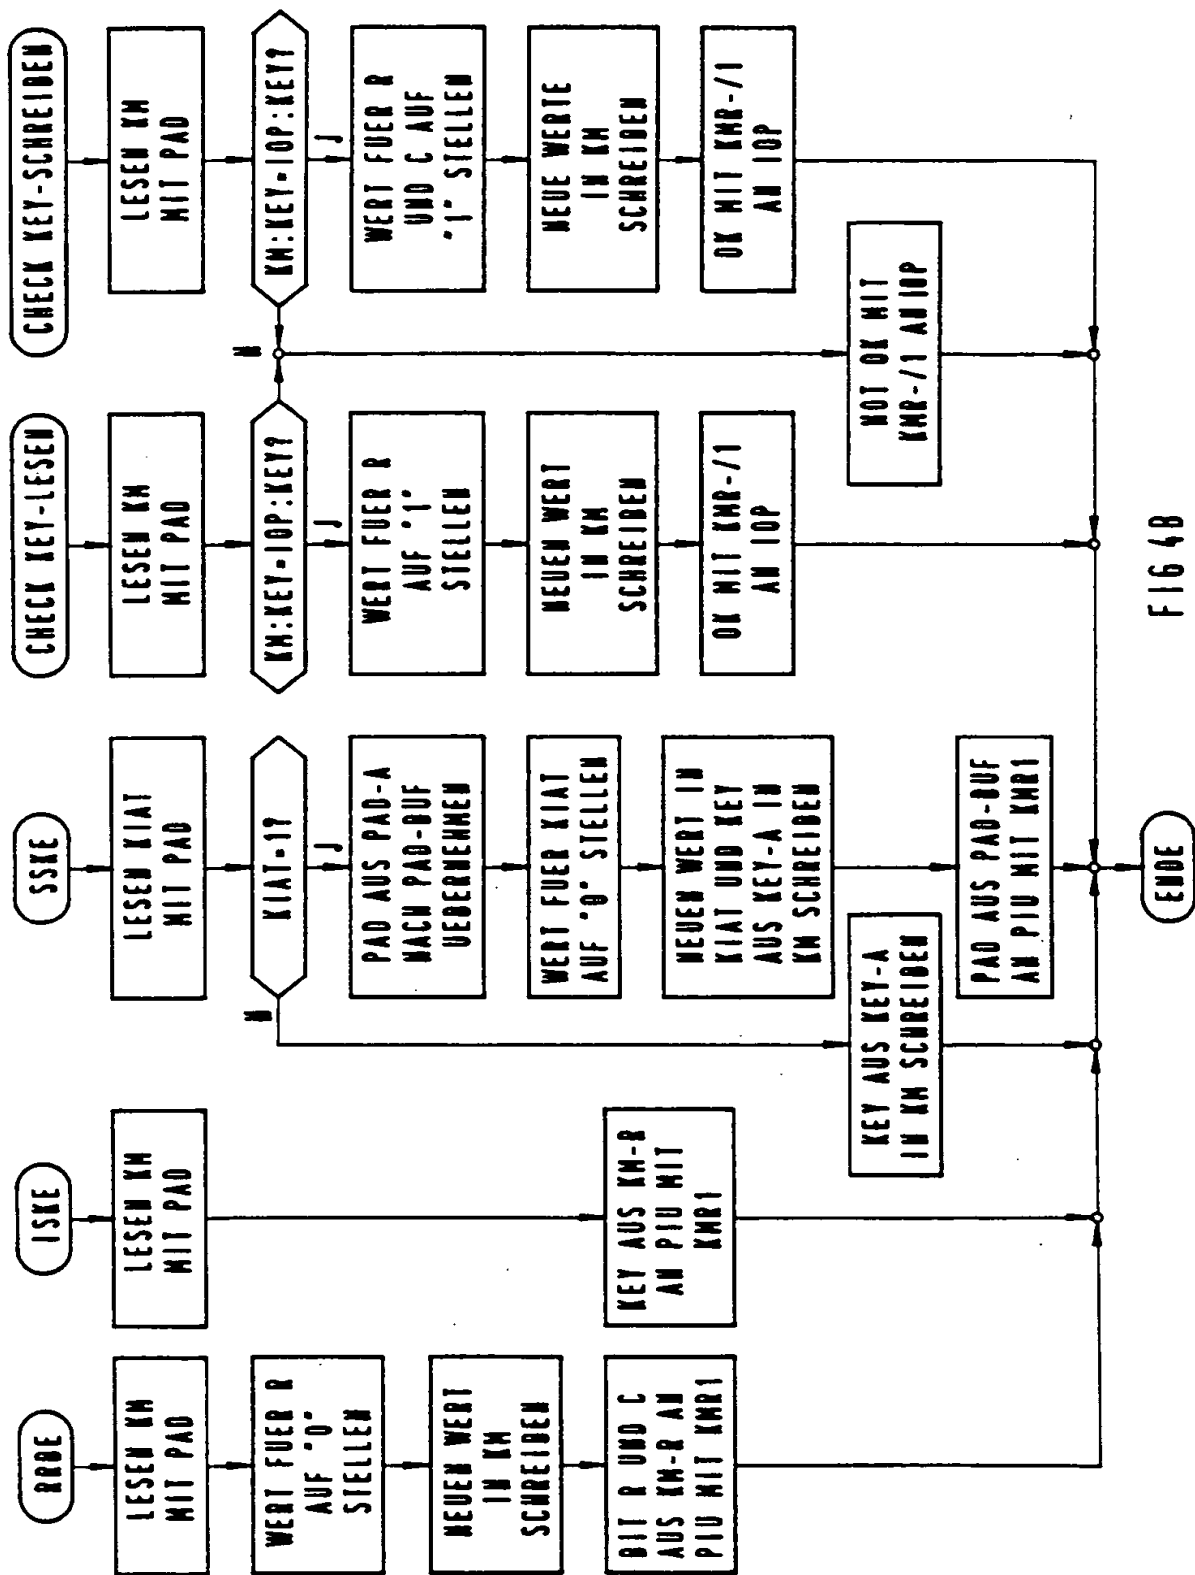 RRBE
LESEN KM
MIT PAD
WERT FUER R
AUF "0"
STELLEN
NEUEN WERT
IN KM
SCHREIBEN
BIT R UND C
AUS KM-R AN
PIU MIT KMR1
ISKE
LESEN KM
MIT PAD
KEY AUS KM-R
AN PIU MIT
KMR1
SSKE
LESEN KIAT
MIT PAD
KIAT=1?
N
J
PAD AUS PAD-A
NACH PAD-BUF
UEBERNEHMEN
WERT FUER KIAT
AUF "0" STELLEN
NEUEN WERT IN
KIAT UND KEY
AUS KEY-A IN
KM SCHREIBEN
KEY AUS KEY-A
IN KM SCHREIBEN
PAD AUS PAD-BUF
AN PIU MIT KMR1
ENDE
CHECK KEY-LESEN
LESEN KM
MIT PAD
KM:KEY=IOP:KEY?
N
J
WERT FUER R
AUF "1"
STELLEN
NEUEN WERT
IN KM
SCHREIBEN
OK MIT KMR-/1
AN IOP
NOT OK MIT
KMR-/1 AN IOP
CHECK KEY-SCHREIBEN
LESEN KM
MIT PAD
KM:KEY=IOP:KEY?
J
WERT FUER R
UND C AUF
"1" STELLEN
NEUE WERTE
IN KM
SCHREIBEN
OK MIT KMR-/1
AN IOP
FIG 4B